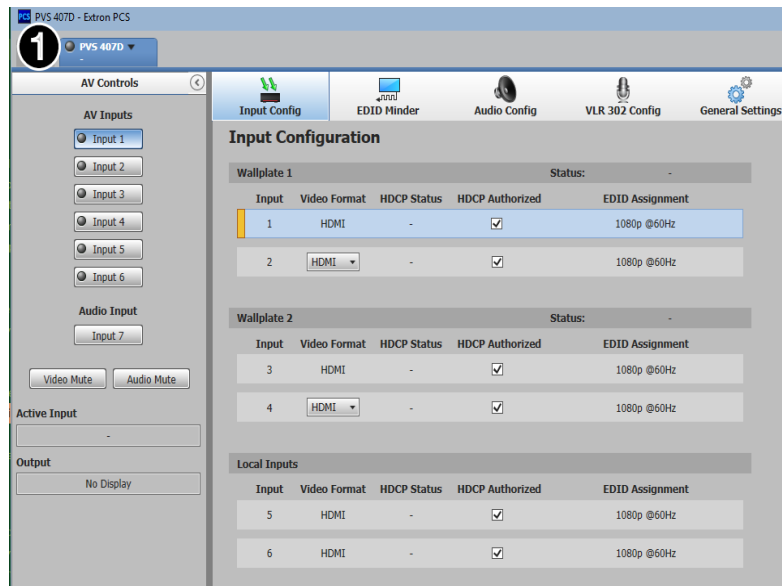 PCS PVS 407D - Extron PCS
1
PVS 407D
-
AV Controls
AV Inputs
Input 1
Input 2
Input 3
Input 4
Input 5
Input 6
Audio Input
Input 7
Video Mute Audio Mute
Active Input
-
Output
No Display
Input Config EDID Minder Audio Config VLR 302 Config General Settings
Input Configuration
Wallplate 1 Status: -
Input Video Format HDCP Status HDCP Authorized EDID Assignment
1 HDMI - 1080p @60Hz
2 HDMI - 1080p @60Hz
Wallplate 2 Status: -
Input Video Format HDCP Status HDCP Authorized EDID Assignment
3 HDMI - 1080p @60Hz
4 HDMI - 1080p @60Hz
Local Inputs
Input Video Format HDCP Status HDCP Authorized EDID Assignment
5 HDMI - 1080p @60Hz
6 HDMI - 1080p @60Hz